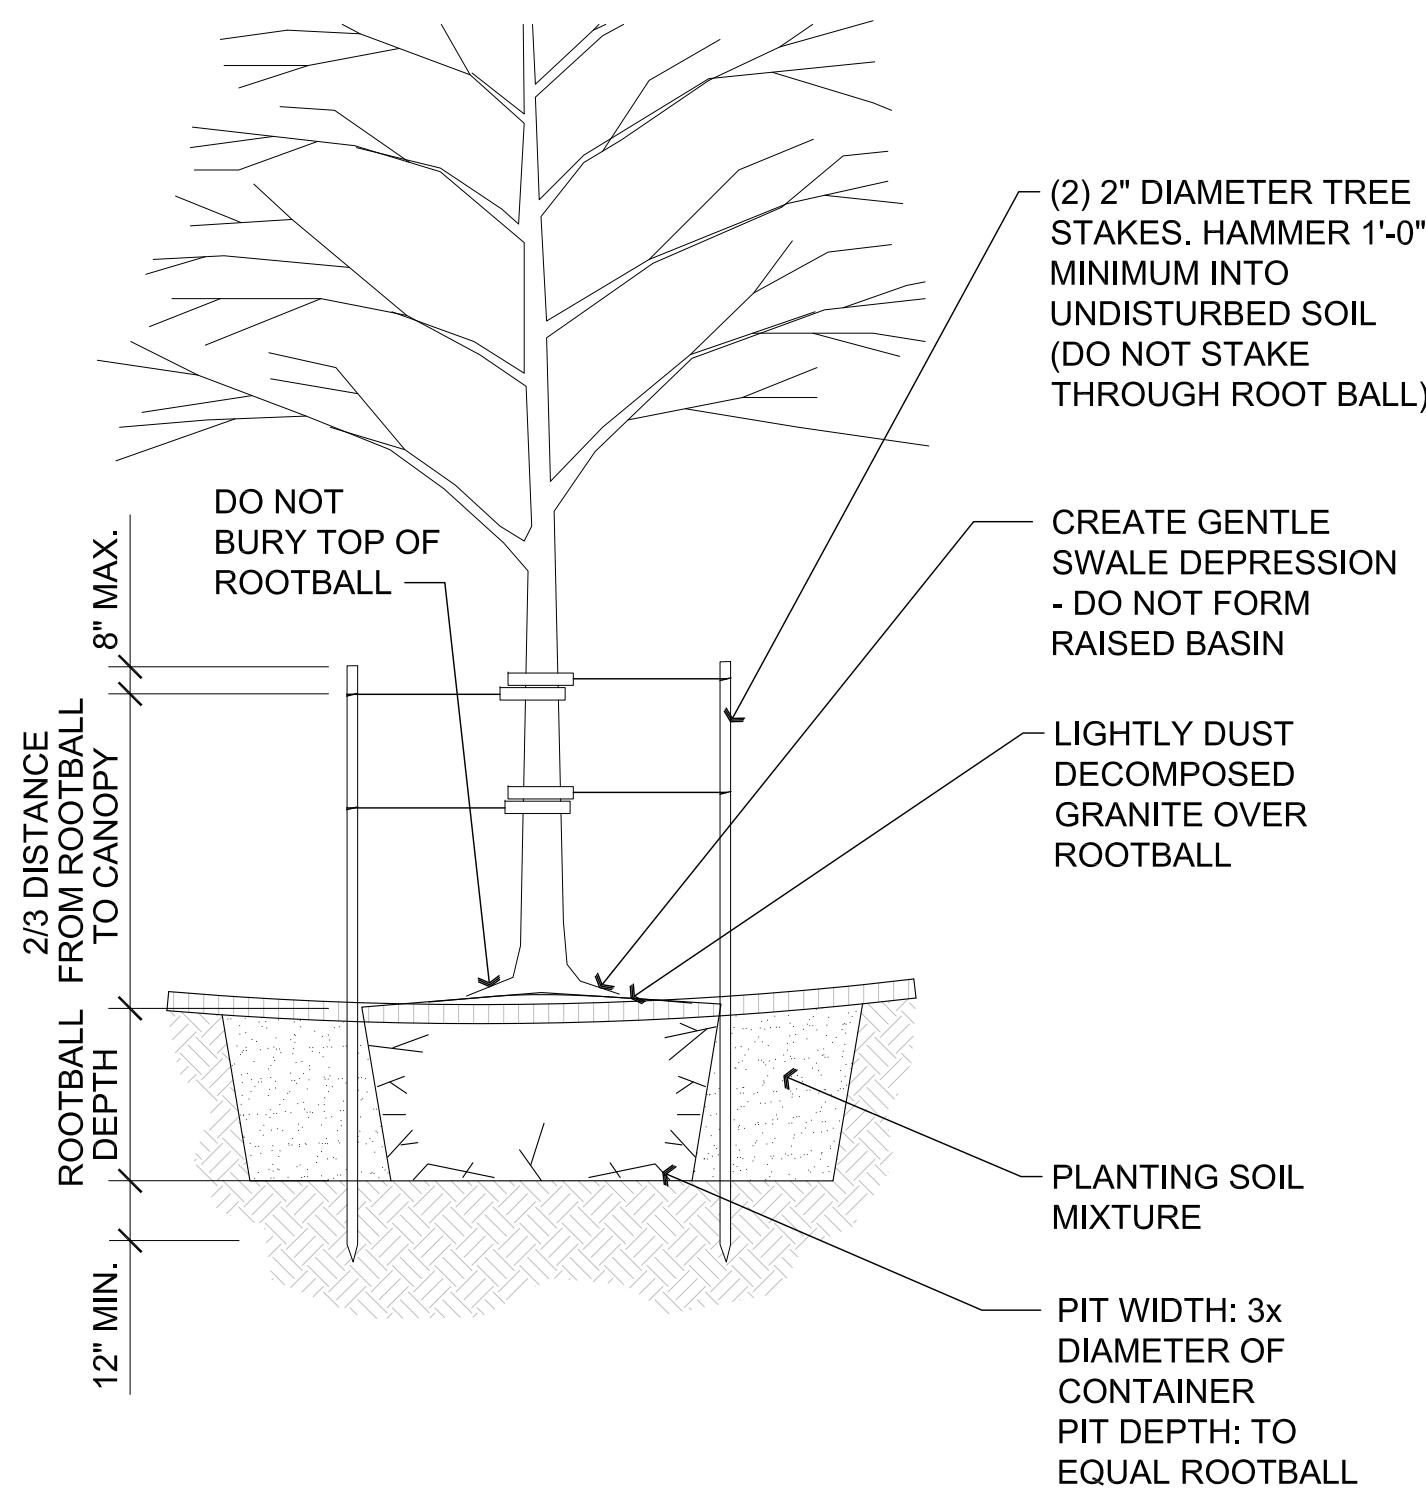 (2) 2" DIAMETER TREE
STAKES. HAMMER 1'-0"
MINIMUM INTO
UNDISTURBED SOIL
(DO NOT STAKE
THROUGH ROOT BALL)
DO NOT
BURY TOP OF
ROOTBALL
CREATE GENTLE
SWALE DEPRESSION
- DO NOT FORM
RAISED BASIN
LIGHTLY DUST
DECOMPOSED
GRANITE OVER
ROOTBALL
PLANTING SOIL
MIXTURE
PIT WIDTH: 3x
DIAMETER OF
CONTAINER
PIT DEPTH: TO
EQUAL ROOTBALL
8" MAX.
2/3 DISTANCE
FROM ROOTBALL
TO CANOPY
ROOTBALL
DEPTH
12" MIN.